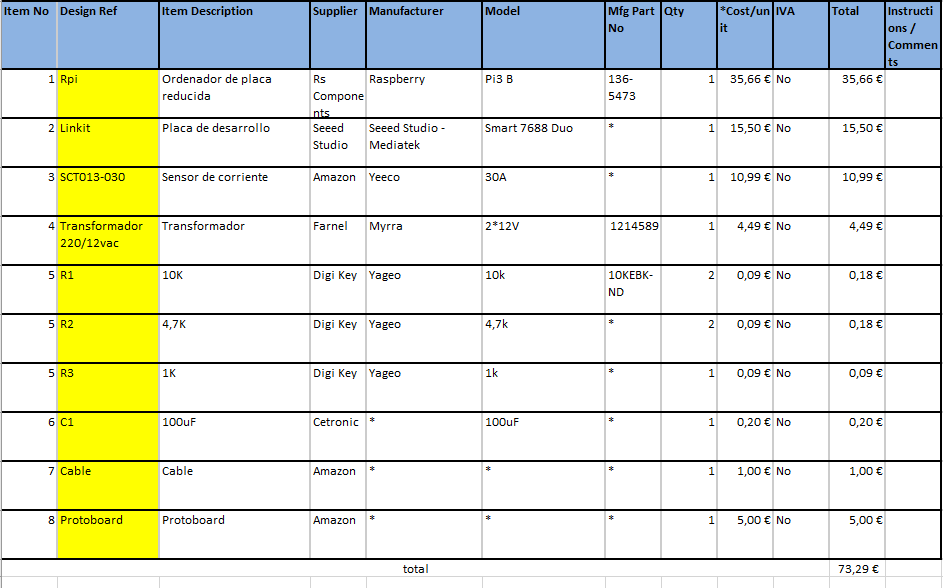 Item No Design Ref Item Description Supplier Manufacturer Model Mfg Part No Qty *Cost/unit IVA Total Instructions / Comments
1 Rpi Ordenador de placa reducida Rs Components Raspberry Pi3 B 136-5473 1 35,66 € No 35,66 €
2 Linkit Placa de desarrollo Seeed Studio Seeed Studio - Mediatek Smart 7688 Duo * 1 15,50 € No 15,50 €
3 SCT013-030 Sensor de corriente Amazon Yeeco 30A * 1 10,99 € No 10,99 €
4 Transformador 220/12vac Transformador Farnel Myrra 2*12V 1214589 1 4,49 € No 4,49 €
5 R1 10K Digi Key Yageo 10k 10KEBK-ND 2 0,09 € No 0,18 €
5 R2 4,7K Digi Key Yageo 4,7k * 2 0,09 € No 0,18 €
5 R3 1K Digi Key Yageo 1k * 1 0,09 € No 0,09 €
6 C1 100uF Cetronic * 100uF * 1 0,20 € No 0,20 €
7 Cable Cable Amazon * * * 1 1,00 € No 1,00 €
8 Protoboard Protoboard Amazon * * * 1 5,00 € No 5,00 €
total 73,29 €